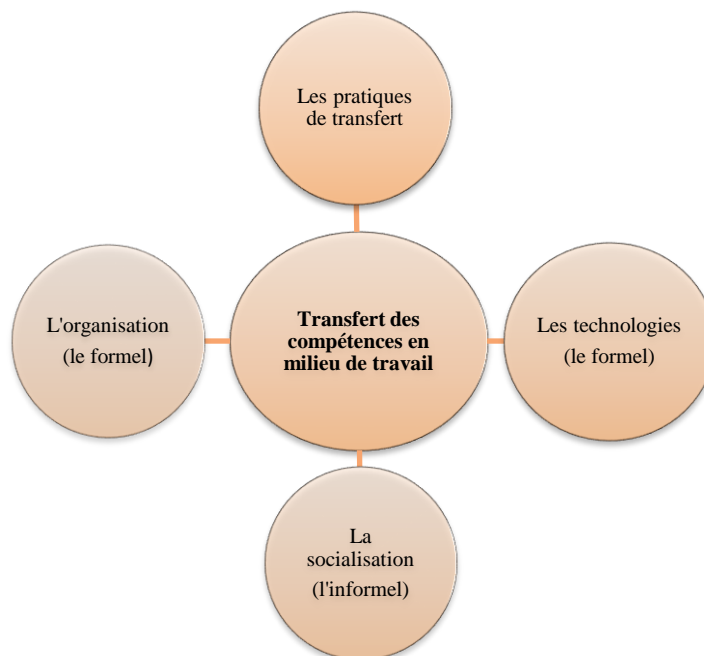 Les pratiques
de transfert
L'organisation
(le formel)
Transfert des
compétences en
milieu de travail
Les technologies
(le formel)
La
socialisation
(l'informel)